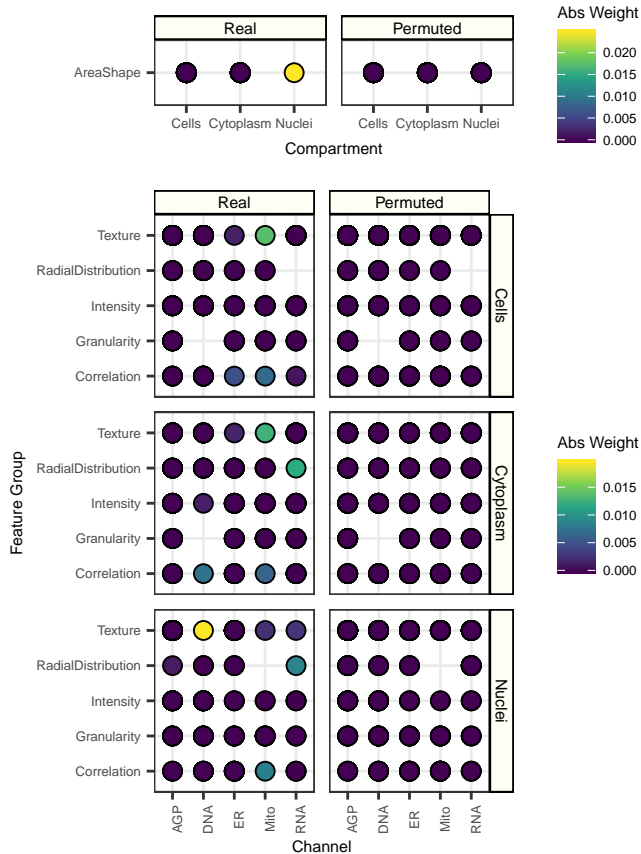 Abs Weight
Real Permuted
AreaShape
0.020
0.015
0.010
0.005
0.000
Cells Cytoplasm Nuclei Cells Cytoplasm Nuclei
Compartment
Real Permuted
Texture
RadialDistribution
Intensity
Granularity
Correlation
Cells
Texture
RadialDistribution
Intensity
Granularity
Correlation
Cytoplasm
Feature Group
Abs Weight
0.015
0.010
0.005
0.000
Texture
RadialDistribution
Intensity
Granularity
Correlation
Nuclei
AGP DNA ER Mito RNA AGP DNA ER Mito RNA
Channel